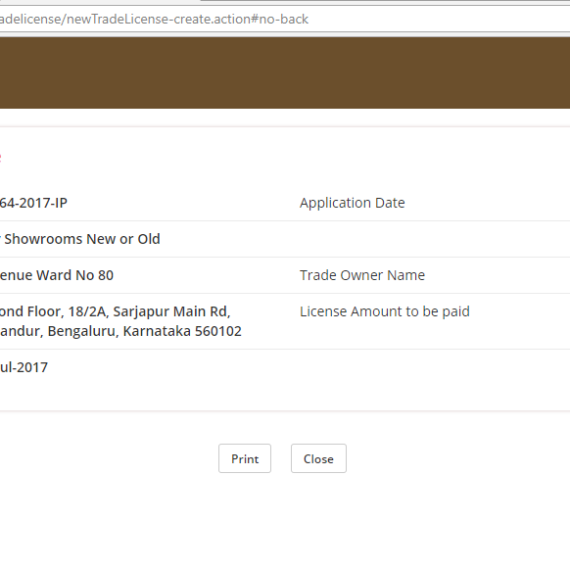 adelicense/newTradeLicense-create.action#no-back
64-2017-IP
Application Date
Showrooms New or Old
enue Ward No 80
Trade Owner Name
ond Floor, 18/2A, Sarjapur Main Rd,
License Amount to be paid
andur, Bengaluru, Karnataka 560102
ul-2017
Print
Close